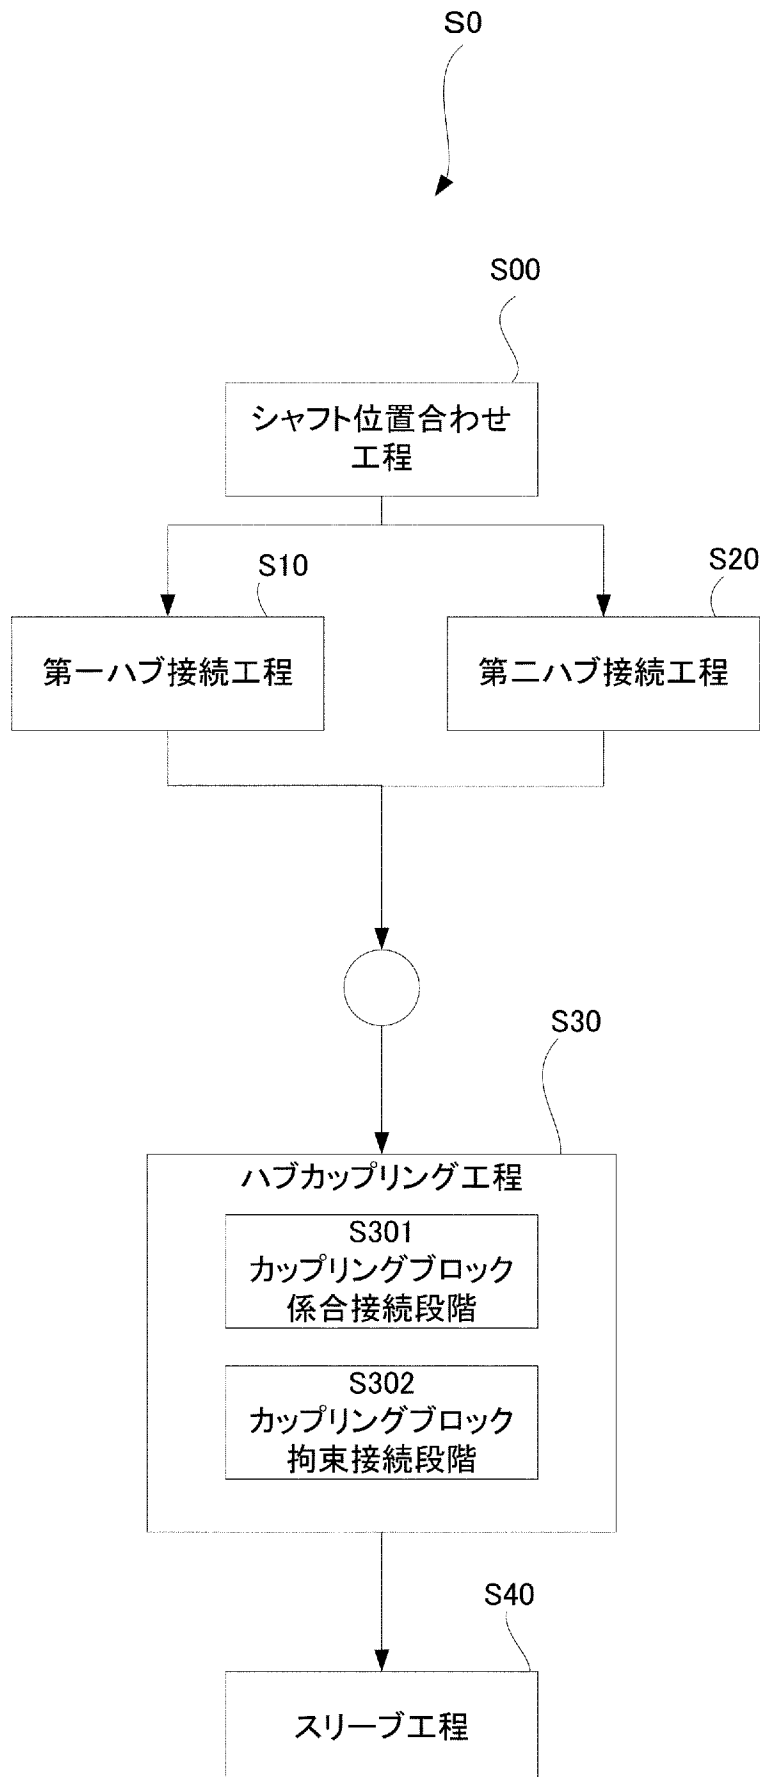 S0
S00
シャフト位置合わせ
工程
S10
S20
第一ハブ接続工程
第二ハブ接続工程
S30
ハブカップリング工程
S301
カップリングブロック
係合接続段階
S302
カップリングブロック
拘束接続段階
S40
スリーブ工程